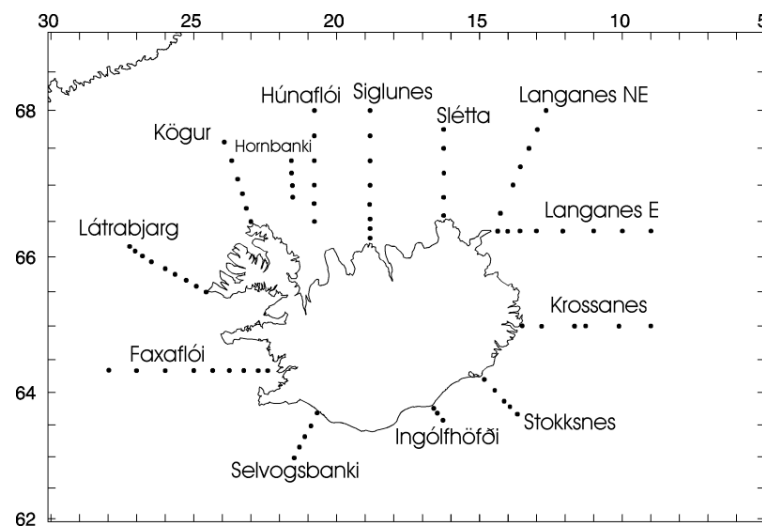 30 25 20 15 10 5
Húnaflói Siglunes Langanes NE
68
Slétta
Kögur Hornbanki
Langanes E
Látrabjarg
66
Krossanes
Faxaflói
64
Stokksnes
Ingólfhöfði
Selvogsbanki
62